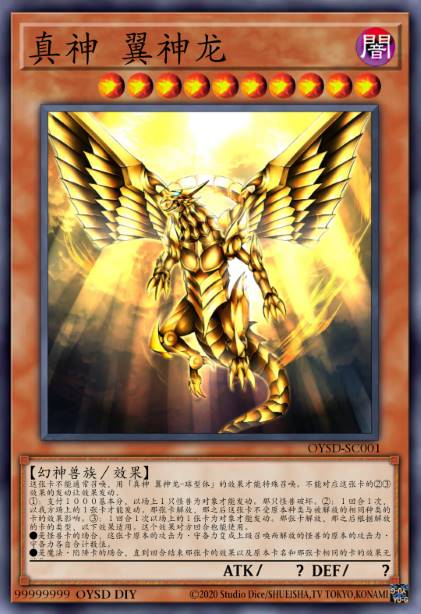 真神 翼神龙
闇
OYSD-SC001
【幻神兽族／效果】
这张卡不能通常召唤，用「真神 翼神龙-球型体」的效果才能特殊召唤。不能对应这张卡的②③
效果的发动让效果发动。
①：支付1000基本分，以场上1只怪兽为对象才能发动。那只怪兽破坏。②：1回合1次，
以我方场上的1张卡才能发动。那张卡解放，那之后这张卡不受原本种类与被解放的卡相同种类的卡
的效果影响。③：1回合1次以场上的1张卡为对象才能发动。那张卡解放，那之后根据解放
的卡的类型，以下效果适用。这个效果对方回合也能使用。
●是怪兽卡的场合，这张卡原本的攻击力·守备力变成上级召唤而解放的怪兽的原本的攻击力·
守备力各自合计数值。
●是魔法·陷阱卡的场合，直到回合结束那张卡的效果以及原本卡名和那张卡相同的卡的效果无
ATK／ ? DEF／ ?
99999999 OYSD DIY
©2020 Studio Dice/SHUEISHA,TV TOKYO,KONAMI